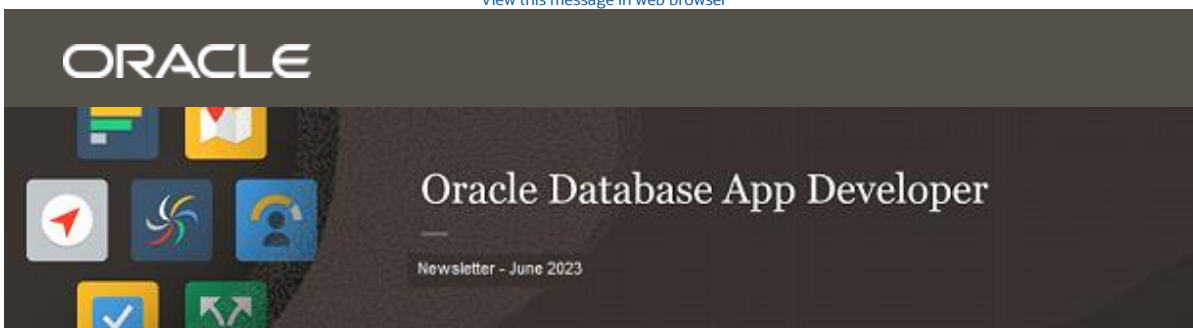 View this message in web browser
ORACLE
Oracle Database App Developer
Newsletter - June 2023